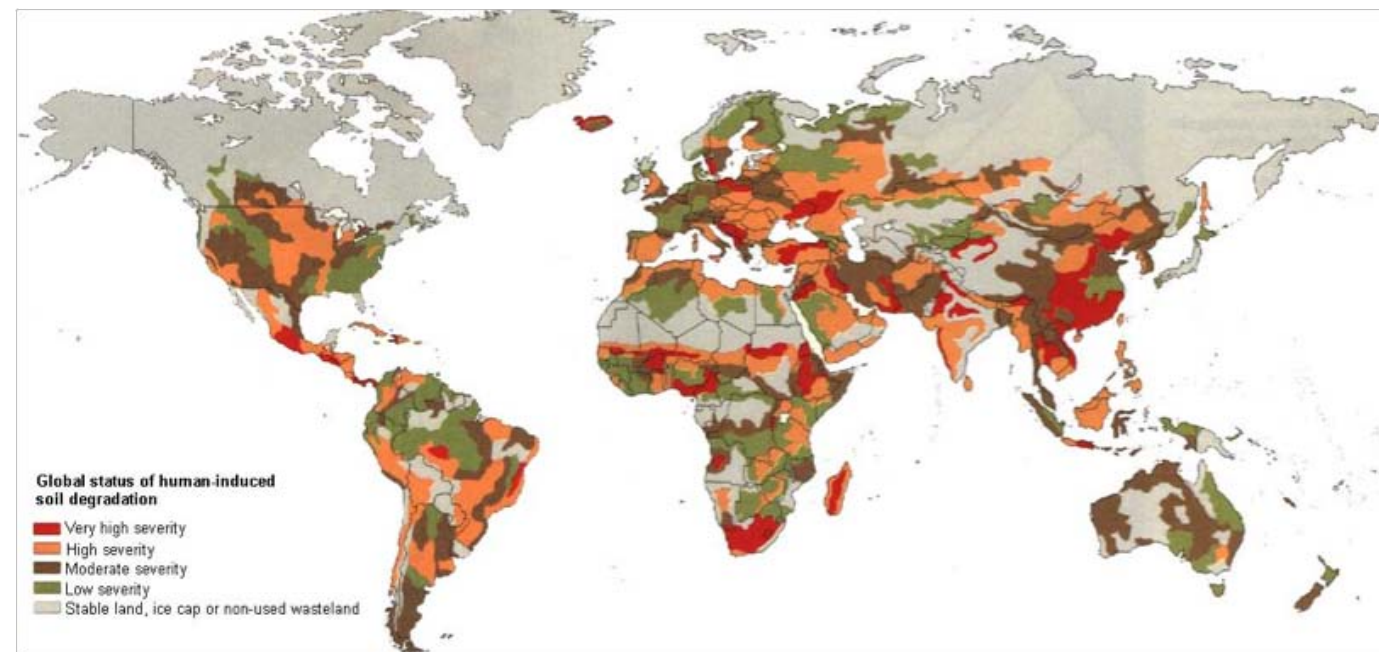 Global status of human-induced
soil degradation
Very high severity
High severity
Moderate severity
Low severity
Stable land, ice cap or non-used wasteland